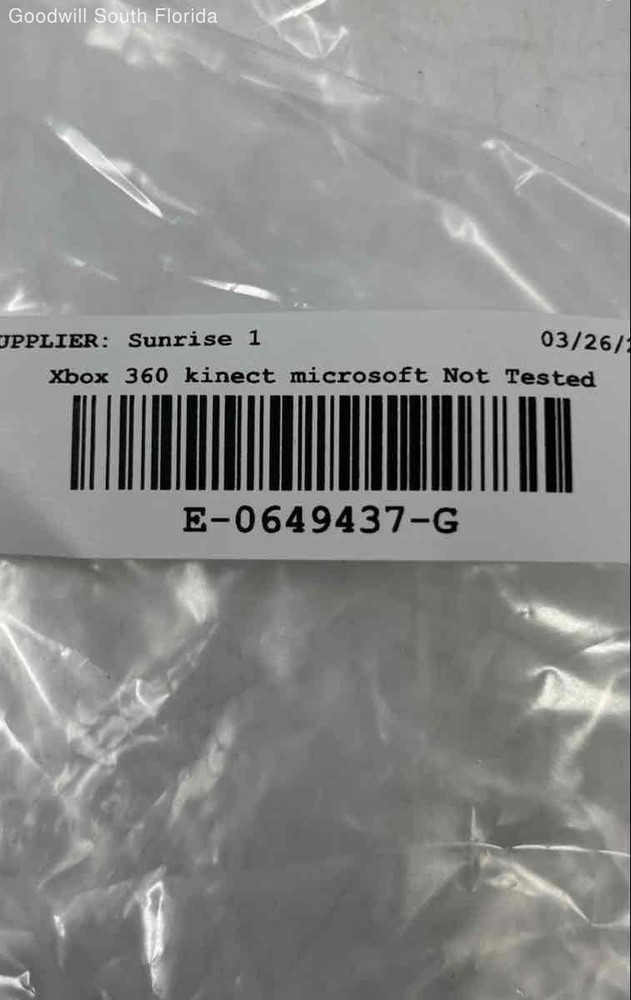 Goodwill South Florida
UPPLIER: Sunrise 1 03/26/
Xbox 360 kinect microsoft Not Tested
E-0649437-G